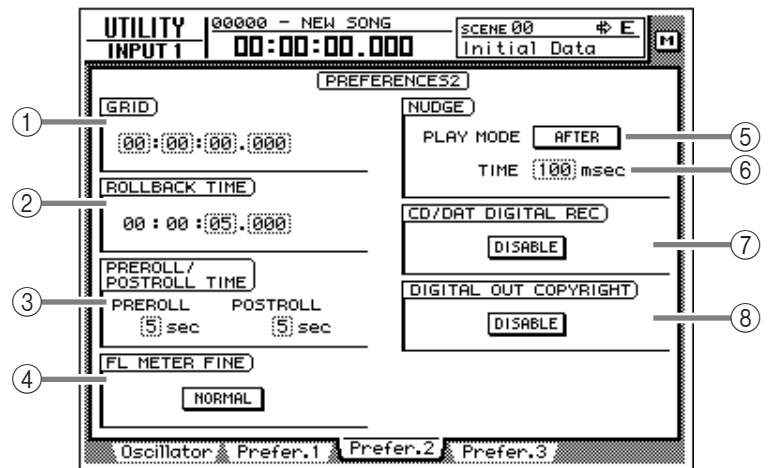 UTILITY
INPUT 1
00000 - NEW SONG
00:00:00.000
SCENE 00 E
Initial Data
M
PREFERENCES2
GRID
00:00:00.000
ROLLBACK TIME
00:00:05.000
PREROLL/
POSTROLL TIME
PREROLL POSTROLL
5 sec 5 sec
FL METER FINE
NORMAL
NUDGE
PLAY MODE AFTER
TIME 100 msec
CD/DAT DIGITAL REC
DISABLE
DIGITAL OUT COPYRIGHT
DISABLE
Oscillator Prefer.1 Prefer.2 Prefer.3
1
2
3
4
5
6
7
8